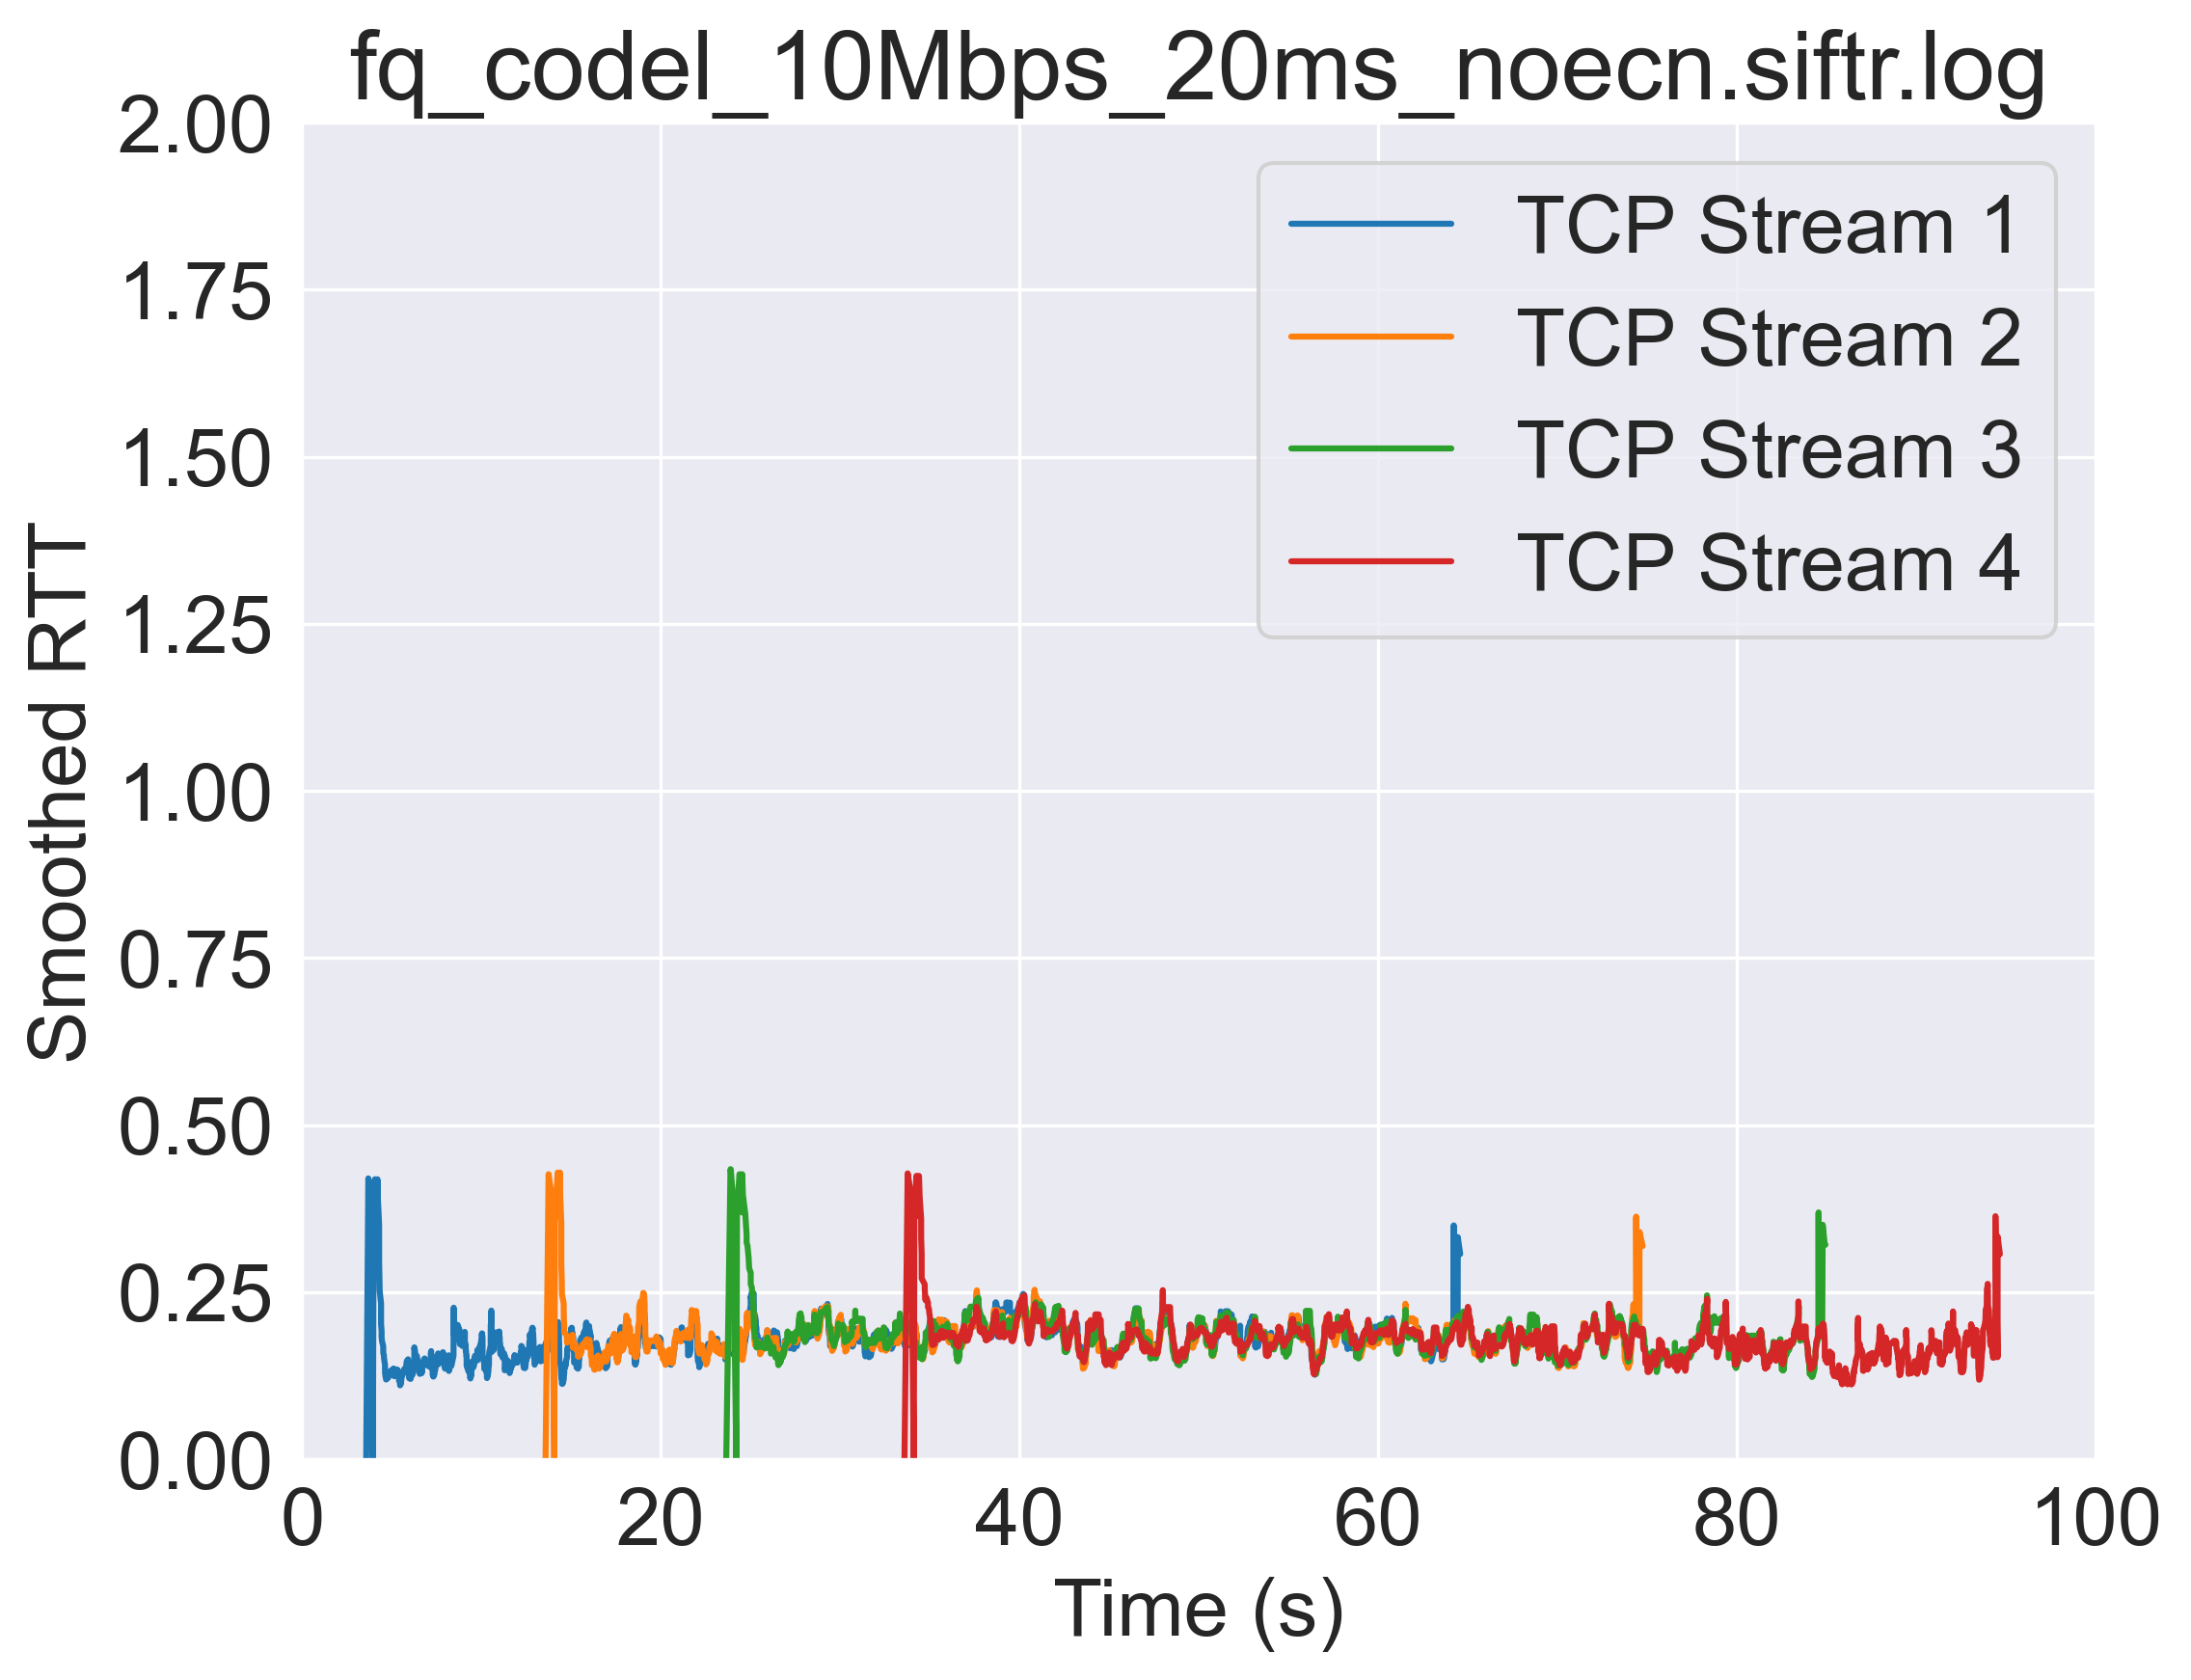 fq_codel_10Mbps_20ms_noecn.siftr.log
2.00
1.75
1.50
1.25
1.00
0.75
0.50
0.25
0.00
Smoothed RTT
TCP Stream 1
TCP Stream 2
TCP Stream 3
TCP Stream 4
0 20 40 60 80 100
Time (s)